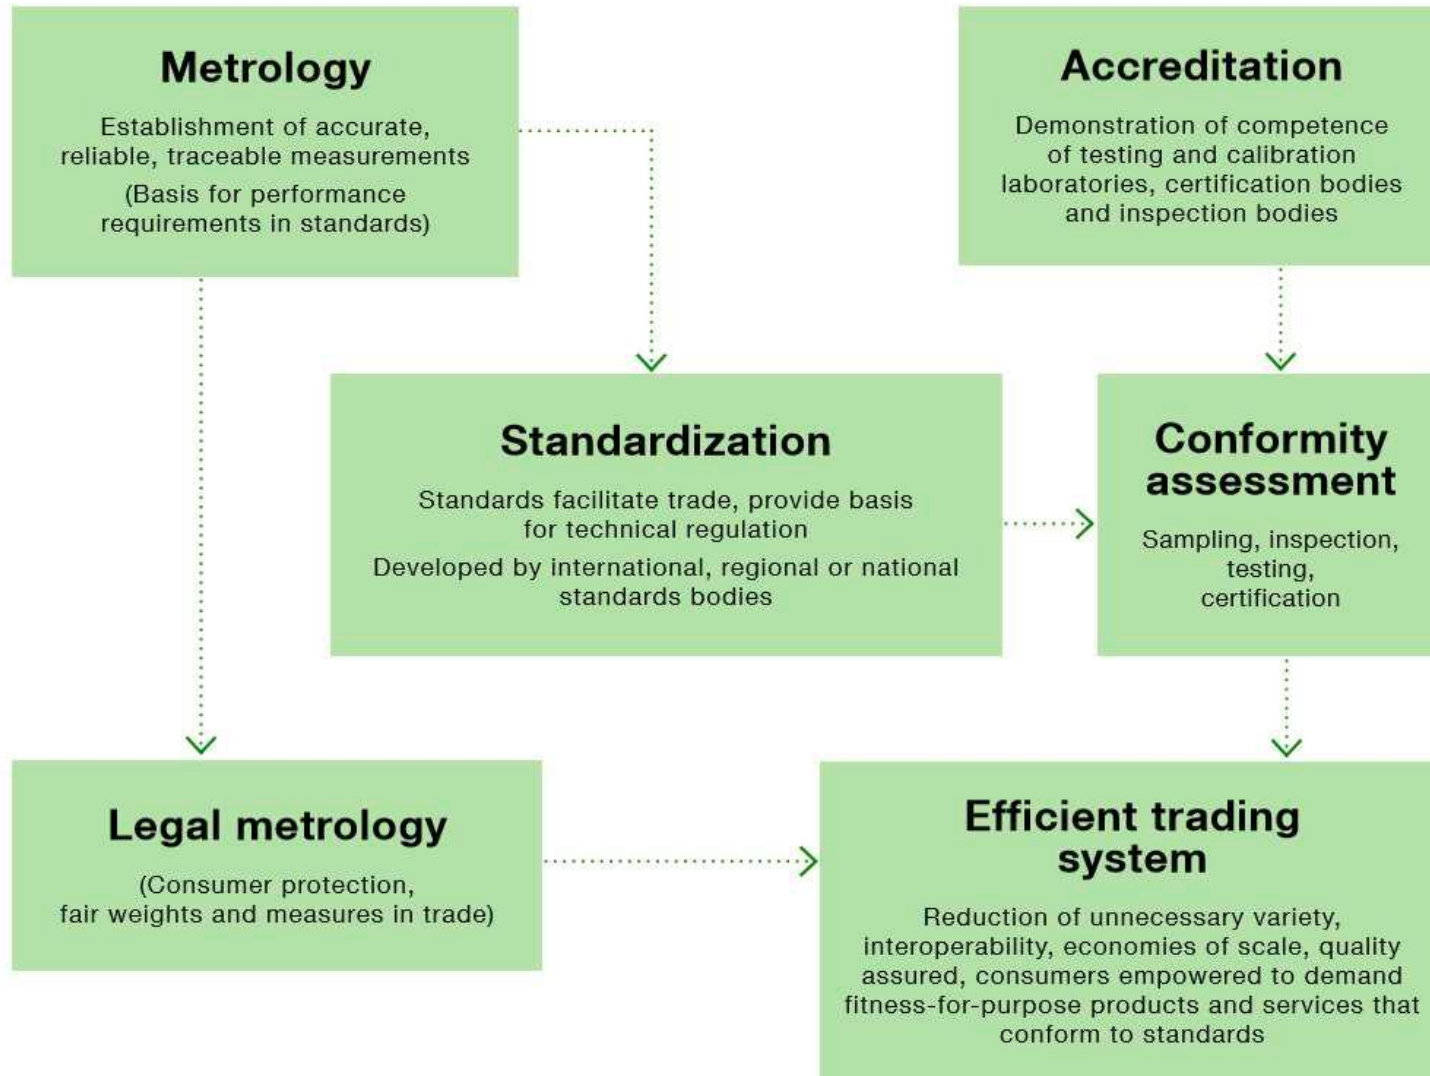 Metrology
Establishment of accurate,
reliable, traceable measurements
(Basis for performance
requirements in standards)
Accreditation
Demonstration of competence
of testing and calibration
laboratories, certification bodies
and inspection bodies
Standardization
Standards facilitate trade, provide basis
for technical regulation
Developed by international, regional or national
standards bodies
Conformity
assessment
Sampling, inspection,
testing,
certification
Legal metrology
(Consumer protection,
fair weights and measures in trade)
Efficient trading
system
Reduction of unnecessary variety,
interoperability, economies of scale, quality
assured, consumers empowered to demand
fitness-for-purpose products and services that
conform to standards